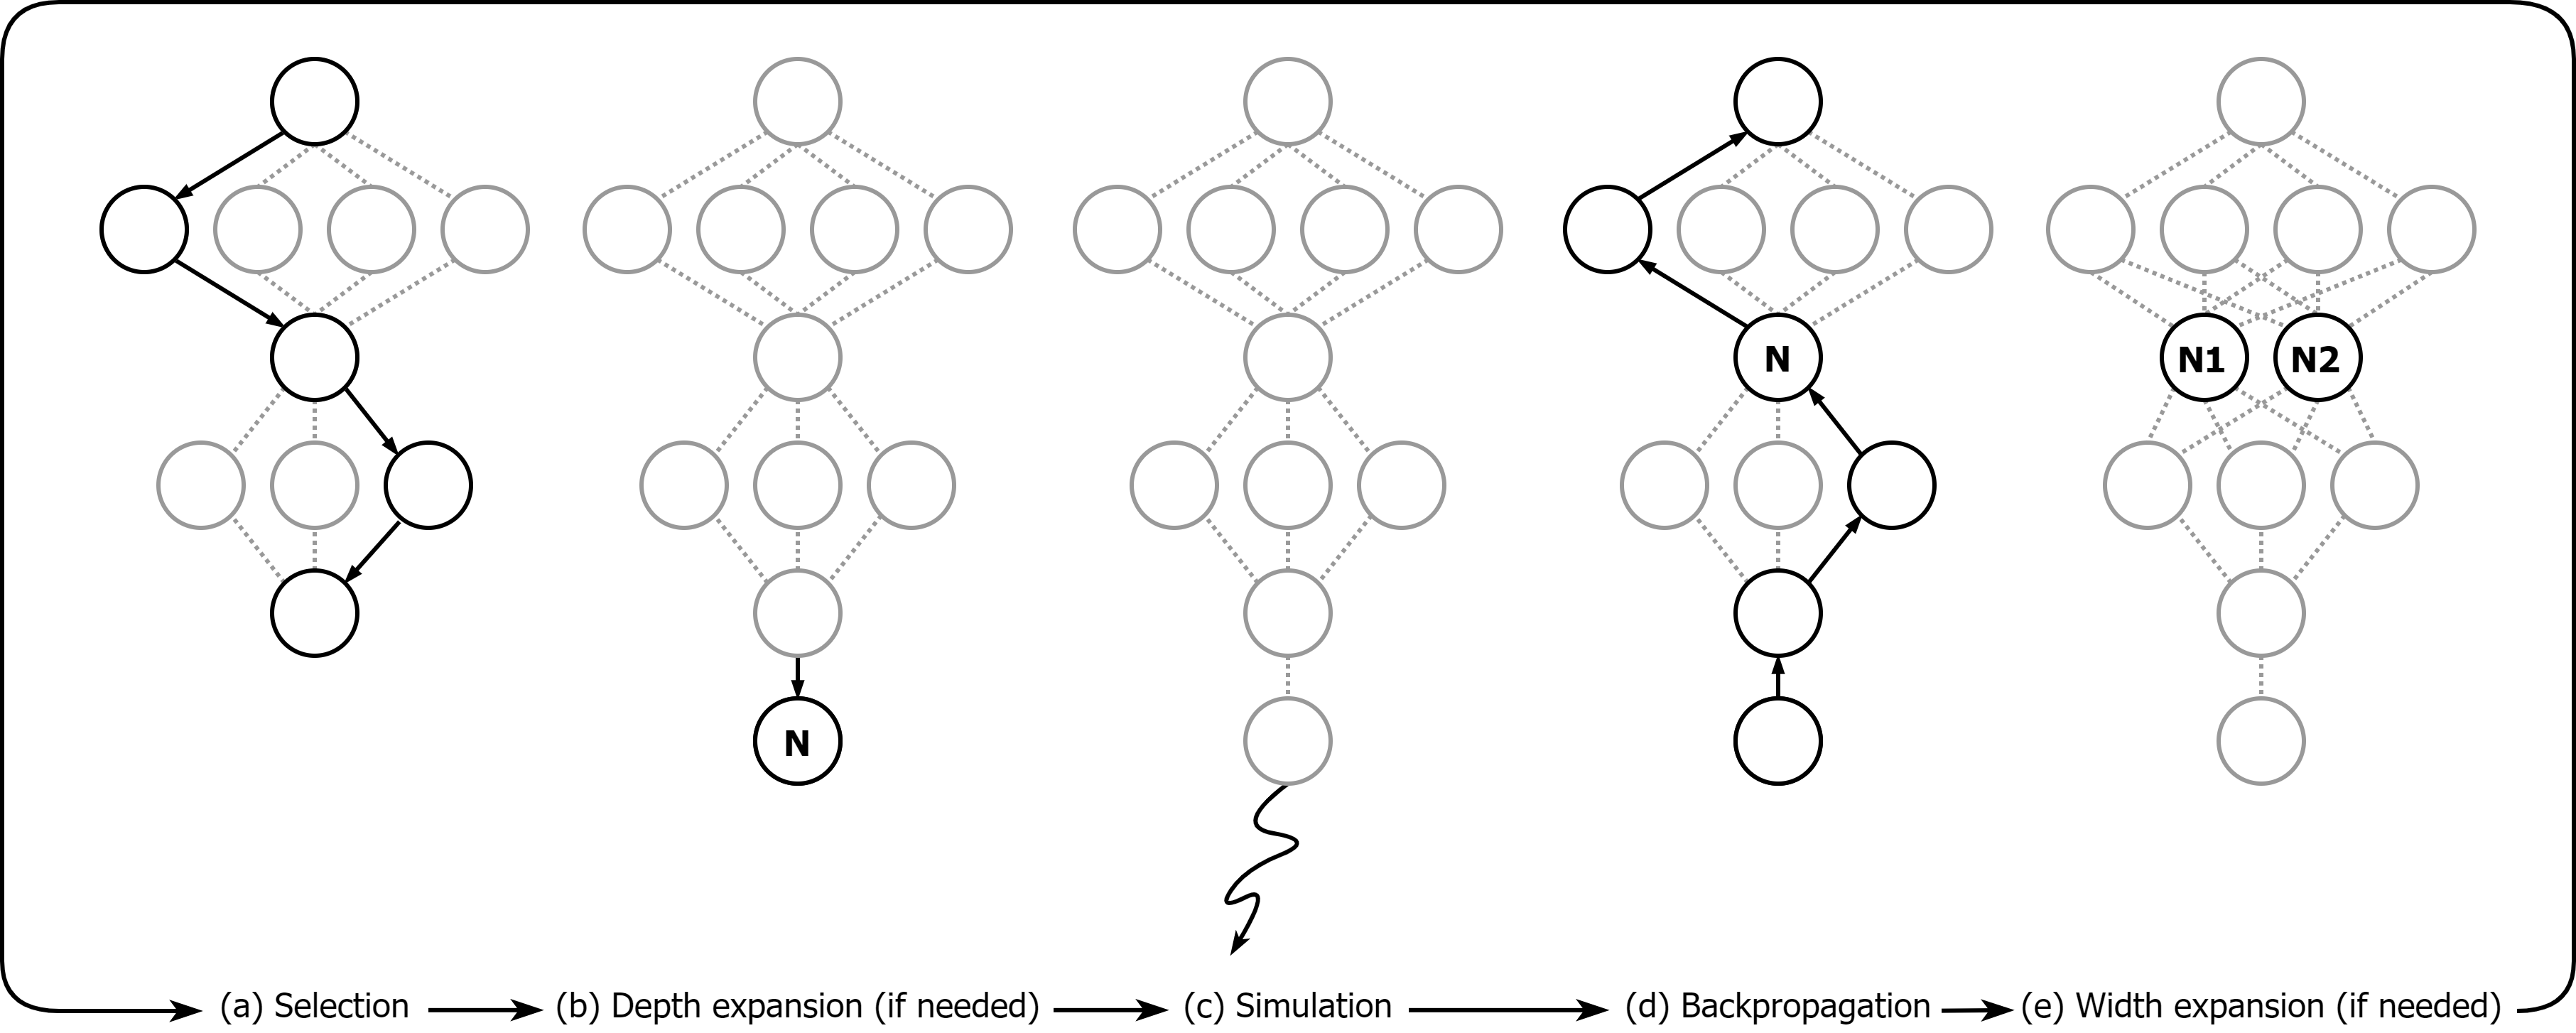 N
N
N1 N2
(a) Selection
(b) Depth expansion (if needed)
(c) Simulation
(d) Backpropagation
(e) Width expansion (if needed)